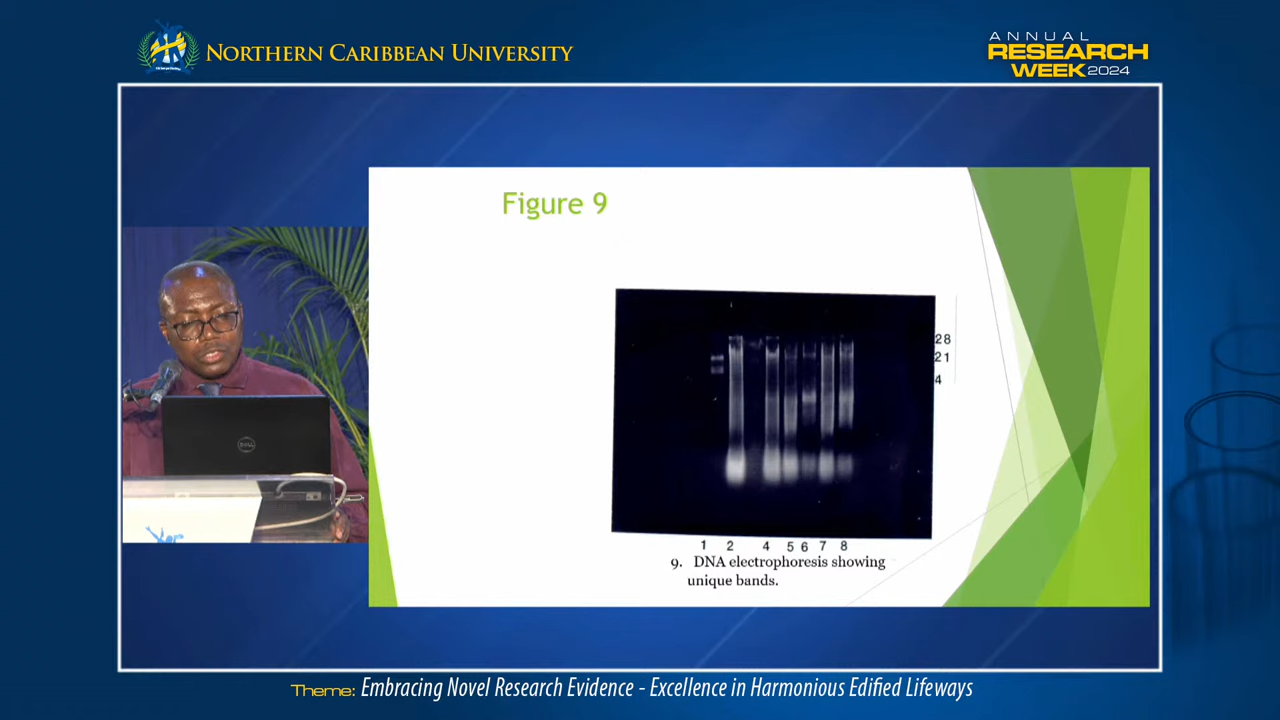 NORTHERN CARIBBEAN UNIVERSITY
ANNUAL
RESEARCH
WEEK 2024
Figure 9
28
21
4
1 2 4 5 6 7 8
9. DNA electrophoresis showing
unique bands.
DELL
Theme: Embracing Novel Research Evidence - Excellence in Harmonious Edified Lifeways